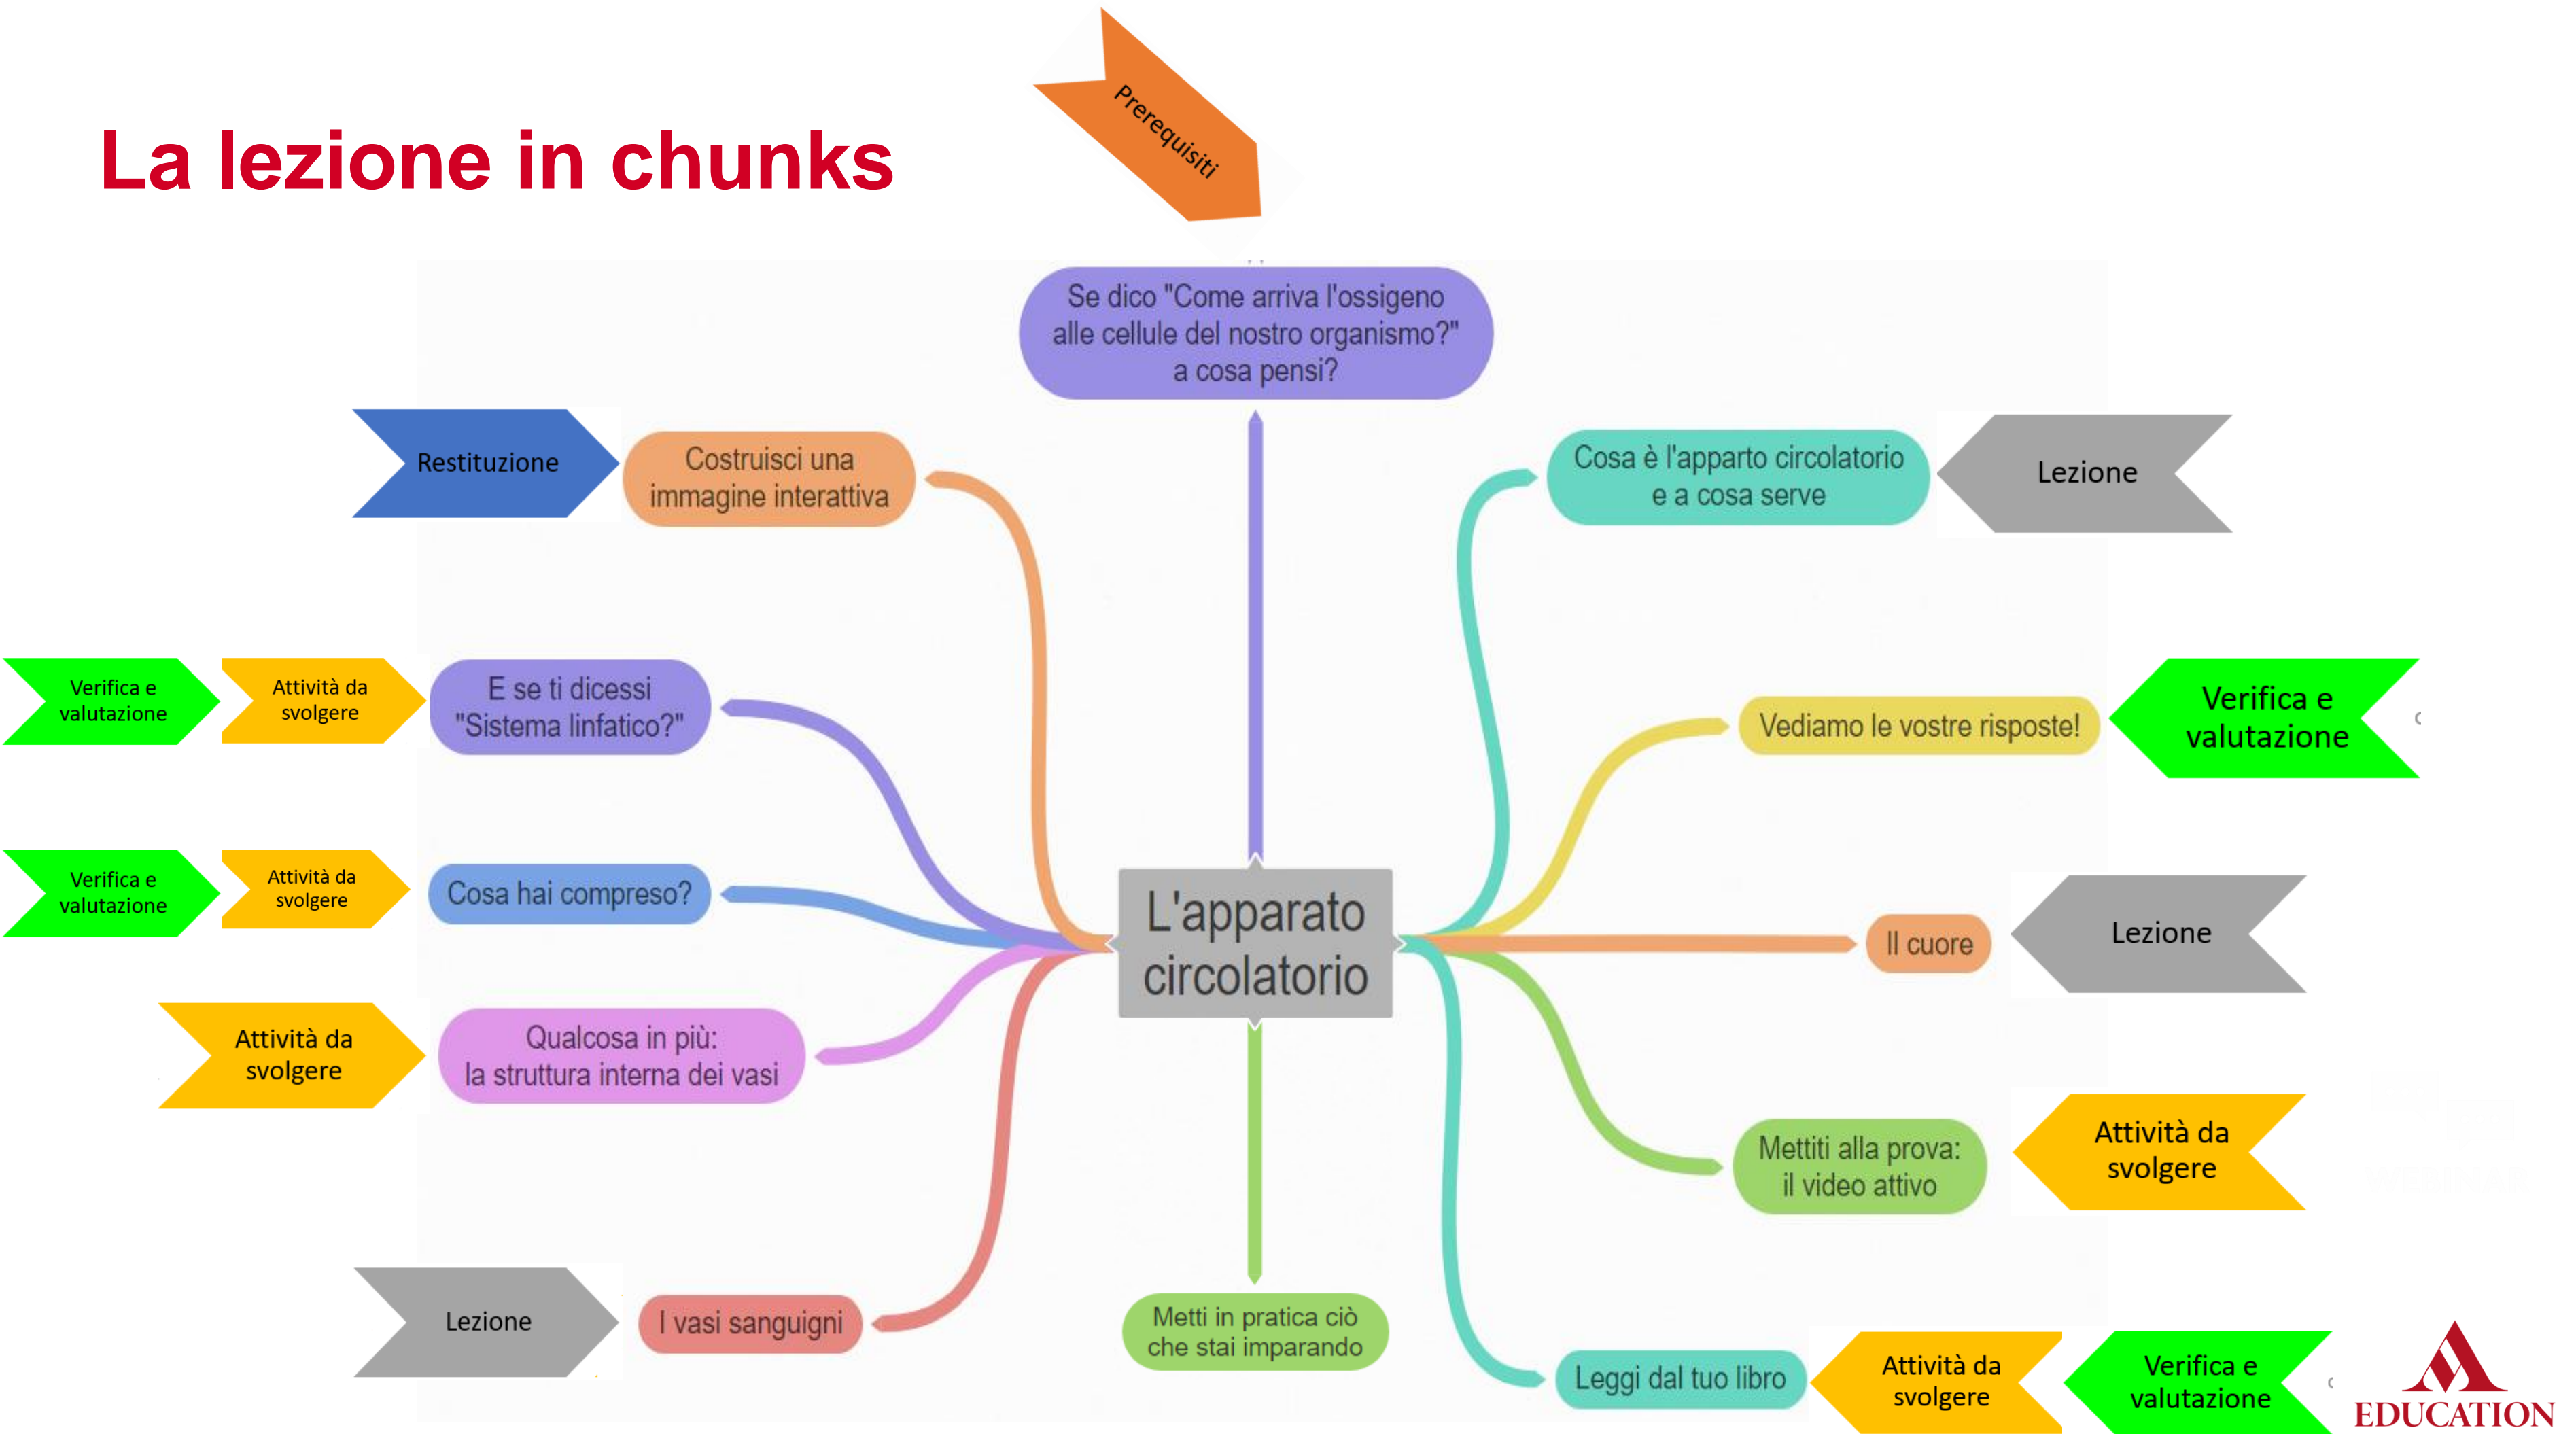 La lezione in chunks
Prerequisiti
Se dico "Come arriva l'ossigeno
alle cellule del nostro organismo?"
a cosa pensi?
Restituzione
Costruisci una
immagine interattiva
Cosa è l'apparto circolatorio
e a cosa serve
Lezione
Verifica e
valutazione
Attività da
svolgere
E se ti dicessi
"Sistema linfatico?"
Vediamo le vostre risposte!
Verifica e
valutazione
Verifica e
valutazione
Attività da
svolgere
Cosa hai compreso?
L'apparato
circolatorio
Il cuore
Lezione
Attività da
svolgere
Qualcosa in più:
la struttura interna dei vasi
Mettiti alla prova:
il video attivo
Attività da
svolgere
Lezione
I vasi sanguigni
Metti in pratica ciò
che stai imparando
Leggi dal tuo libro
Attività da
svolgere
Verifica e
valutazione
EDUCATION